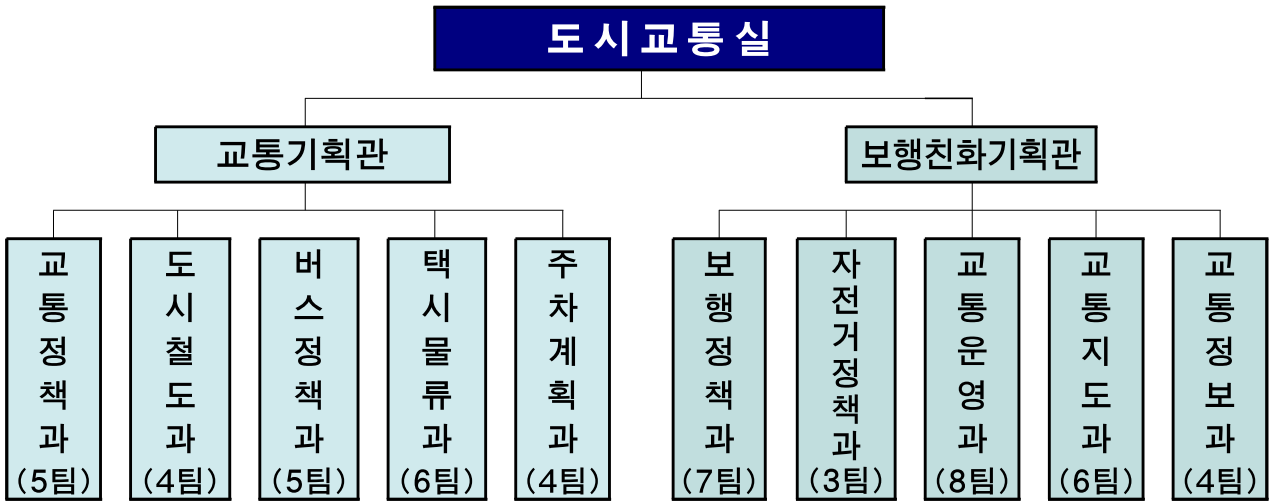 도시교통실
교통기획관
보행친화기획관
교통정책과
(5팀)
도시철도과
(4팀)
버스정책과
(5팀)
택시물류과
(6팀)
주차계획과
(4팀)
보행정책과
(7팀)
자전거정책과
(3팀)
교통운영과
(8팀)
교통지도과
(6팀)
교통정보과
(4팀)